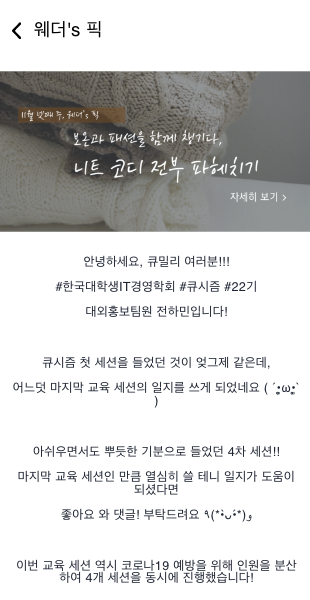 웨더's 픽
11월 넷째 주, 웨더's 픽
보온과 패션을 함께 챙기다,
니트 코디 전부 파헤치기
자세히 보기 >
안녕하세요, 큐밀리 여러분!!!
#한국대학생IT경영학회 #큐시즘 #22기
대외홍보팀원 전하민입니다!
큐시즘 첫 세션을 들었던 것이 엊그제 같은데,
어느덧 마지막 교육 세션의 일지를 쓰게 되었네요 ( ´•̥̥̥ω•̥̥̥`
)
아쉬우면서도 뿌듯한 기분으로 들었던 4차 세션!!
마지막 교육 세션인 만큼 열심히 쓸 테니 일지가 도움이
되셨다면
좋아요 와 댓글! 부탁드려요 ٩(*•̀ᴗ•́*)و
이번 교육 세션 역시 코로나19 예방을 위해 인원을 분산
하여 4개 세션을 동시에 진행했습니다!